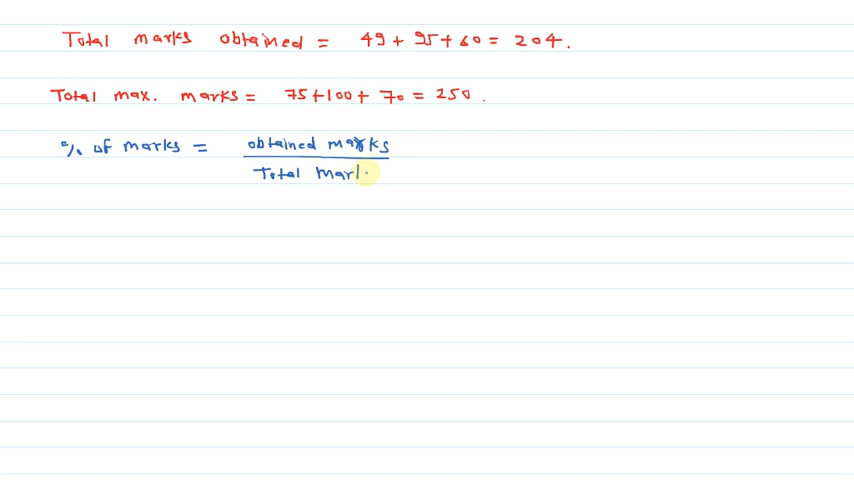 Total marks obtained = 49 + 95 + 60 = 204.
Total max. marks = 75 + 100 + 70 = 250.
% of marks = obtained marks
Total Mark